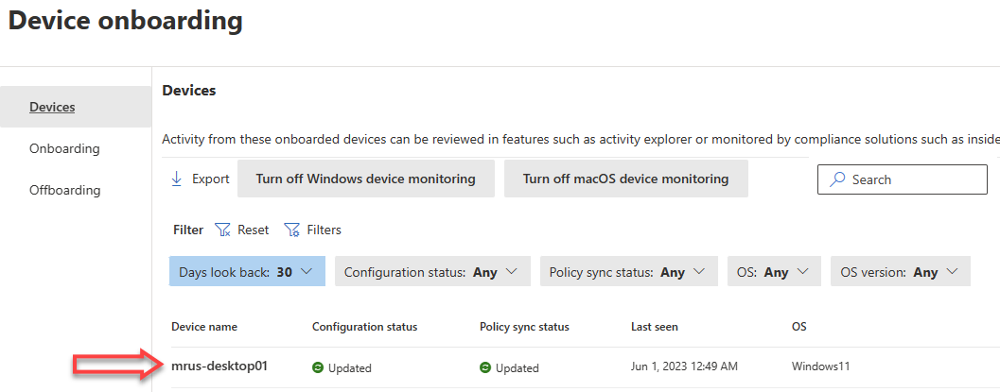 Device onboarding
Devices
Onboarding
Offboarding
Devices
Activity from these onboarded devices can be reviewed in features such as activity explorer or monitored by compliance solutions such as inside
Export Turn off Windows device monitoring Turn off macOS device monitoring Search
Filter Reset Filters
Days look back: 30 Configuration status: Any Policy sync status: Any OS: Any OS version: Any
Device name Configuration status Policy sync status Last seen OS
mrus-desktop01 Updated Updated Jun 1, 2023 12:49 AM Windows11